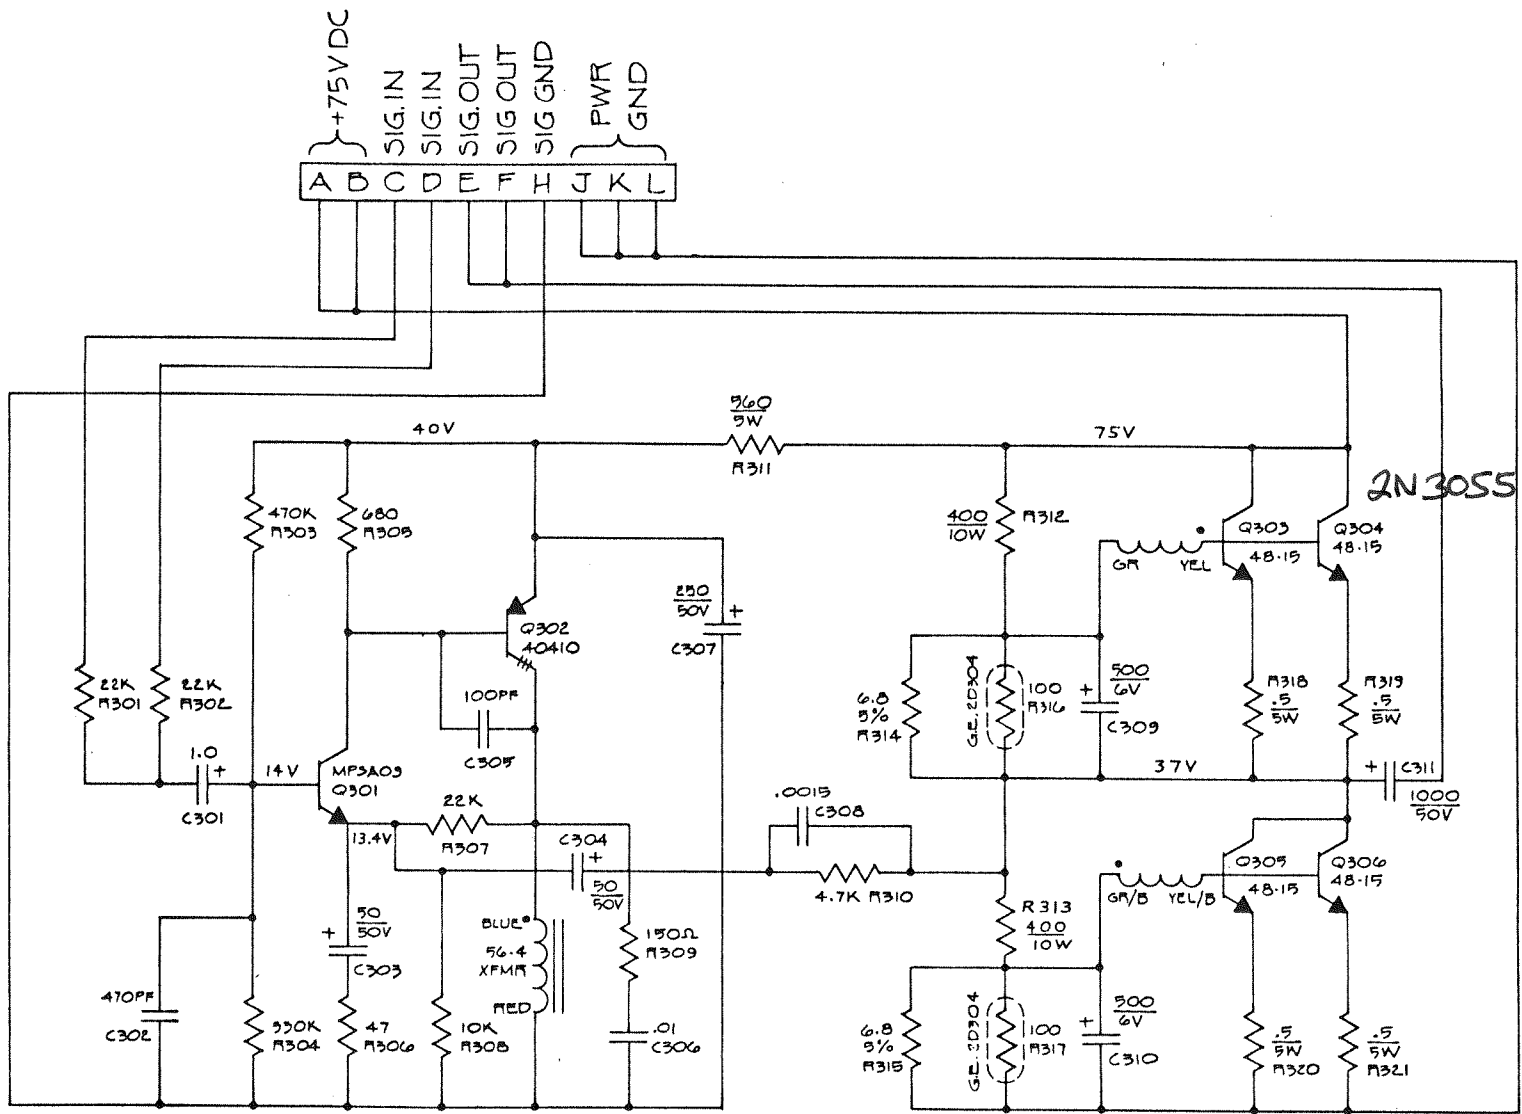 +75VDC
SIG.IN
SIG.IN
SIG.OUT
SIG OUT
SIG GND
PWR
GND
A B C D E F H J K L
40V
560
5W
R311
75V
2N3055
470K
R303
680
R305
400
10W
R312
Q303
48-15
Q304
48-15
GR
YEL
250
50V
+
C307
Q302
40410
22K
R301
22K
R302
100PF
C305
6.8
5%
R314
G.E. 2D304
100
R316
500
6V
+
C309
R318
.5
5W
R319
.5
5W
1.0
+
C301
14V
MPSA09
Q301
37V
+
C311
1000
50V
.0015
C308
13.4V
22K
R307
C304
+
50
50V
4.7K R310
Q305
48-15
Q306
48-15
GR/B
YEL/B
R313
400
10W
50
50V
+
C303
BLUE
56-4
XFMR
RED
150Ω
R309
470PF
C302
330K
R304
47
R306
10K
R308
.01
C306
6.8
5%
R315
G.E. 2D304
100
R317
500
6V
+
C310
.5
5W
R320
.5
5W
R321